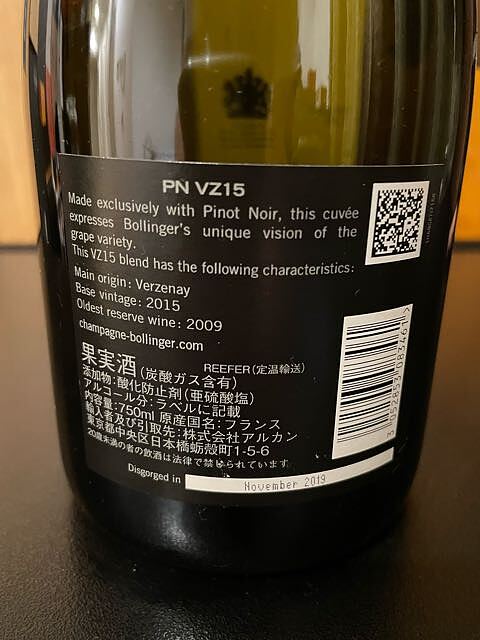 PN VZ15
Made exclusively with Pinot Noir, this cuvée
expresses Bollinger's unique vision of the
grape variety.
This VZ15 blend has the following characteristics:
Main origin: Verzenay
Base vintage: 2015
Oldest reserve wine: 2009
champagne-bollinger.com
果実酒(炭酸ガス含有) REEFER(定温輸送)
添加物:酸化防止剤(亜硫酸塩)
アルコール分:ラベルに記載
内容量:750ml 原産国名:フランス
輸入者及び引取先:株式会社アルカン
東京都中央区日本橋蛎殻町1-5-6
20歳未満の者の飲酒は法律で禁じられています
Disgorged in November 2019
3 052853 083461